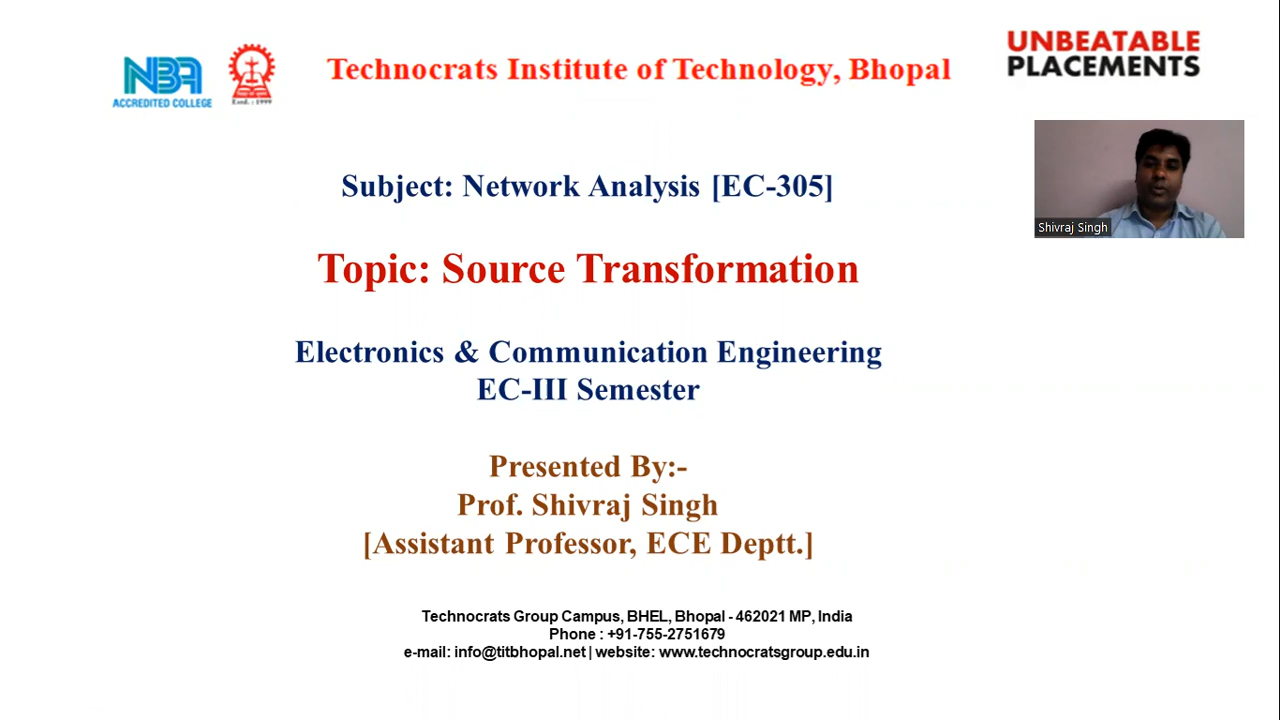 NBA
ACCREDITED COLLEGE
Estd. : 1999
Technocrats Institute of Technology, Bhopal
UNBEATABLE
PLACEMENTS
Subject: Network Analysis [EC-305]
Shivraj Singh
Topic: Source Transformation
Electronics & Communication Engineering
EC-III Semester
Presented By:-
Prof. Shivraj Singh
[Assistant Professor, ECE Deptt.]
Technocrats Group Campus, BHEL, Bhopal - 462021 MP, India
Phone : +91-755-2751679
e-mail: info@titbhopal.net | website: www.technocratsgroup.edu.in